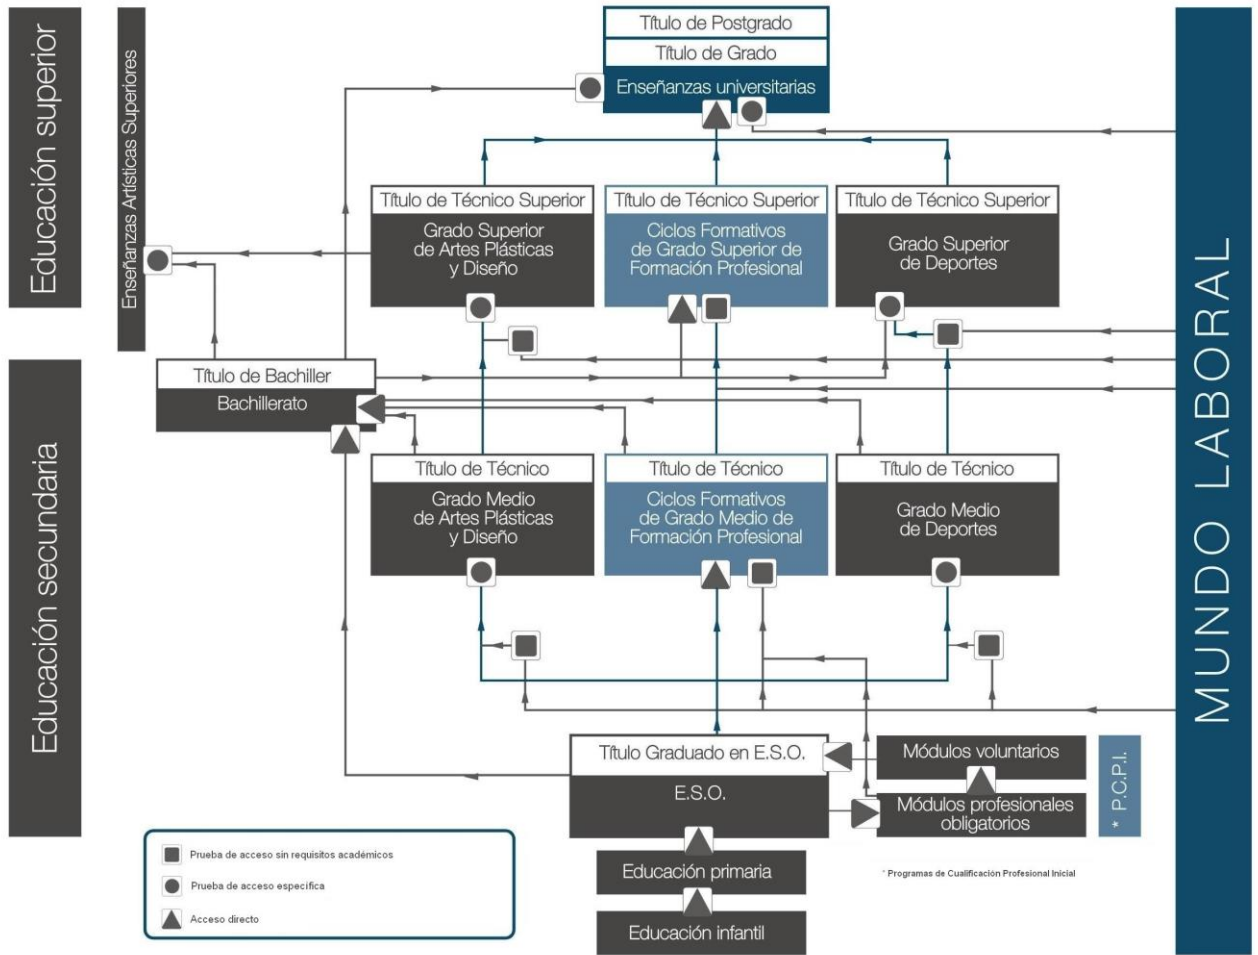 Educación superior
Enseñanzas Artísticas Superiores
Título de Postgrado
Título de Grado
Enseñanzas universitarias
Título de Técnico Superior
Grado Superior
de Artes Plásticas
y Diseño
Título de Técnico Superior
Ciclos Formativos
de Grado Superior de
Formación Profesional
Título de Técnico Superior
Grado Superior
de Deportes
MUNDO LABORAL
Educación secundaria
Título de Bachiller
Bachillerato
Título de Técnico
Grado Medio
de Artes Plásticas
y Diseño
Título de Técnico
Ciclos Formativos
de Grado Medio de
Formación Profesional
Título de Técnico
Grado Medio
de Deportes
Título Graduado en E.S.O.
E.S.O.
Módulos voluntarios
Módulos profesionales
obligatorios
* P.C.P.I.
Educación primaria
Educación infantil
* Programas de Cualificación Profesional Inicial
Prueba de acceso sin requisitos académicos
Prueba de acceso específica
Acceso directo